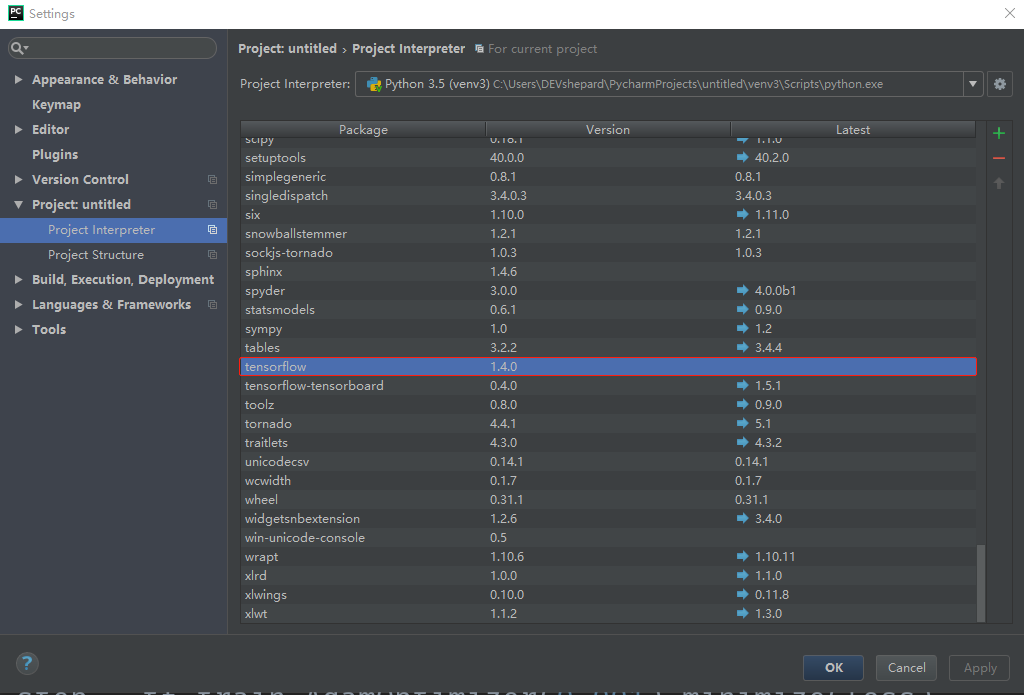 PC Settings
Project: untitled › Project Interpreter For current project
Appearance & Behavior
Keymap
Editor
Plugins
Version Control
Project: untitled
Project Interpreter
Project Structure
Build, Execution, Deployment
Languages & Frameworks
Tools
Project Interpreter: Python 3.5 (venv3) C:\Users\DEVshepard\PycharmProjects\untitled\venv3\Scripts\python.exe
Package Version Latest
scipy 0.18.1 1.1.0
setuptools 40.0.0 40.2.0
simplegeneric 0.8.1 0.8.1
singledispatch 3.4.0.3 3.4.0.3
six 1.10.0 1.11.0
snowballstemmer 1.2.1 1.2.1
sockjs-tornado 1.0.3 1.0.3
sphinx 1.4.6
spyder 3.0.0 4.0.0b1
statsmodels 0.6.1 0.9.0
sympy 1.0 1.2
tables 3.2.2 3.4.4
tensorflow 1.4.0
tensorflow-tensorboard 0.4.0 1.5.1
toolz 0.8.0 0.9.0
tornado 4.4.1 5.1
traitlets 4.3.0 4.3.2
unicodecsv 0.14.1 0.14.1
wcwidth 0.1.7 0.1.7
wheel 0.31.1 0.31.1
widgetsnbextension 1.2.6 3.4.0
win-unicode-console 0.5
wrapt 1.10.6 1.10.11
xlrd 1.0.0 1.1.0
xlwings 0.10.0 0.11.8
xlwt 1.1.2 1.3.0
? OK Cancel Apply